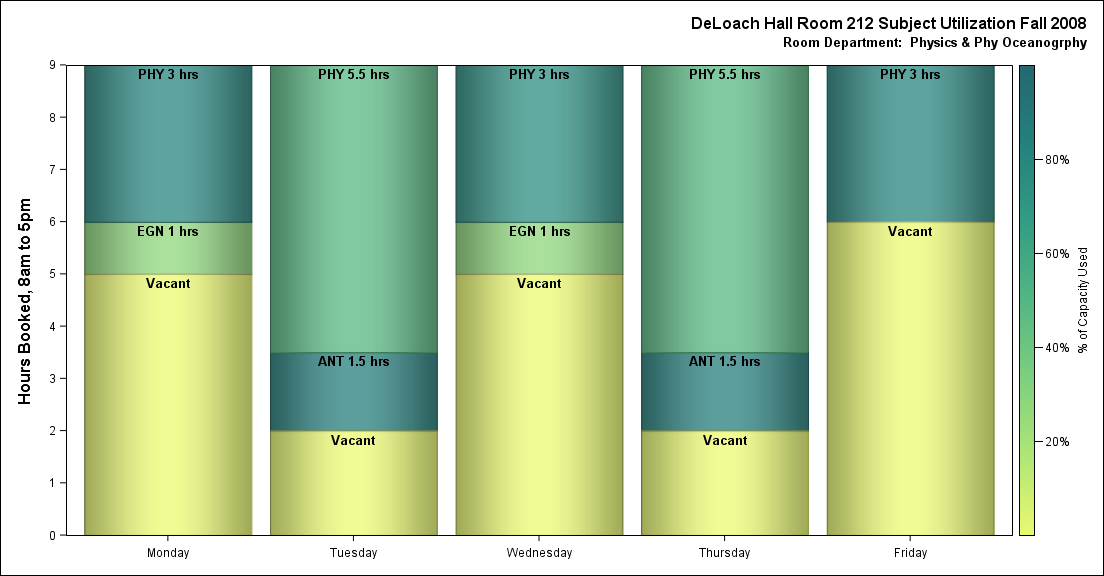 DeLoach Hall Room 212 Subject Utilization Fall 2008
Room Department: Physics & Phy Oceanogrphy
Hours Booked, 8am to 5pm
9
8
7
6
5
4
3
2
1
0
PHY 3 hrs
EGN 1 hrs
Vacant
Monday
PHY 5.5 hrs
ANT 1.5 hrs
Vacant
Tuesday
PHY 3 hrs
EGN 1 hrs
Vacant
Wednesday
PHY 5.5 hrs
ANT 1.5 hrs
Vacant
Thursday
PHY 3 hrs
Vacant
Friday
80%
60%
40%
20%
% of Capacity Used